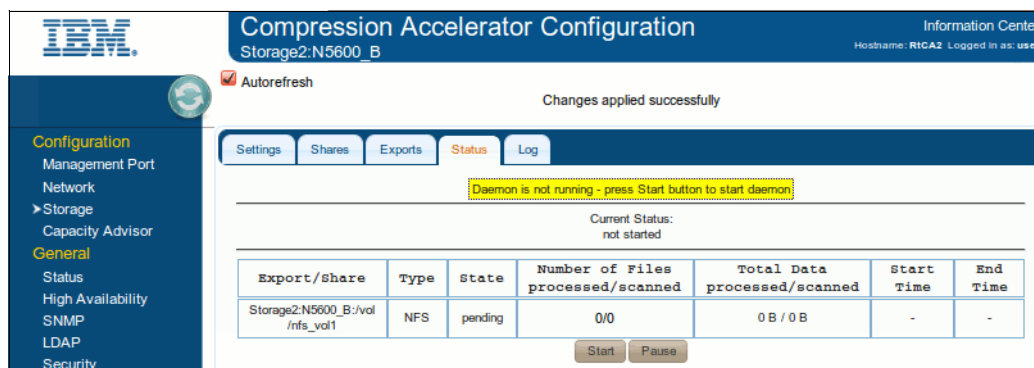 IBM.
Compression Accelerator Configuration
Storage2:N5600_B
Information Cente
Hostname: RtCA2 Logged in as: use
Autorefresh
Changes applied successfully
Configuration
Management Port
Network
Storage
Capacity Advisor
General
Status
High Availability
SNMP
LDAP
Security
Settings
Shares
Exports
Status
Log
Daemon is not running - press Start button to start daemon
Current Status:
not started
Export/Share Type State Number of Files processed/scanned Total Data processed/scanned Start Time End Time
Storage2:N5600_B:/vol
/nfs_vol1
NFS
pending
0/0
0 B / 0 B
-
-
Start
Pause